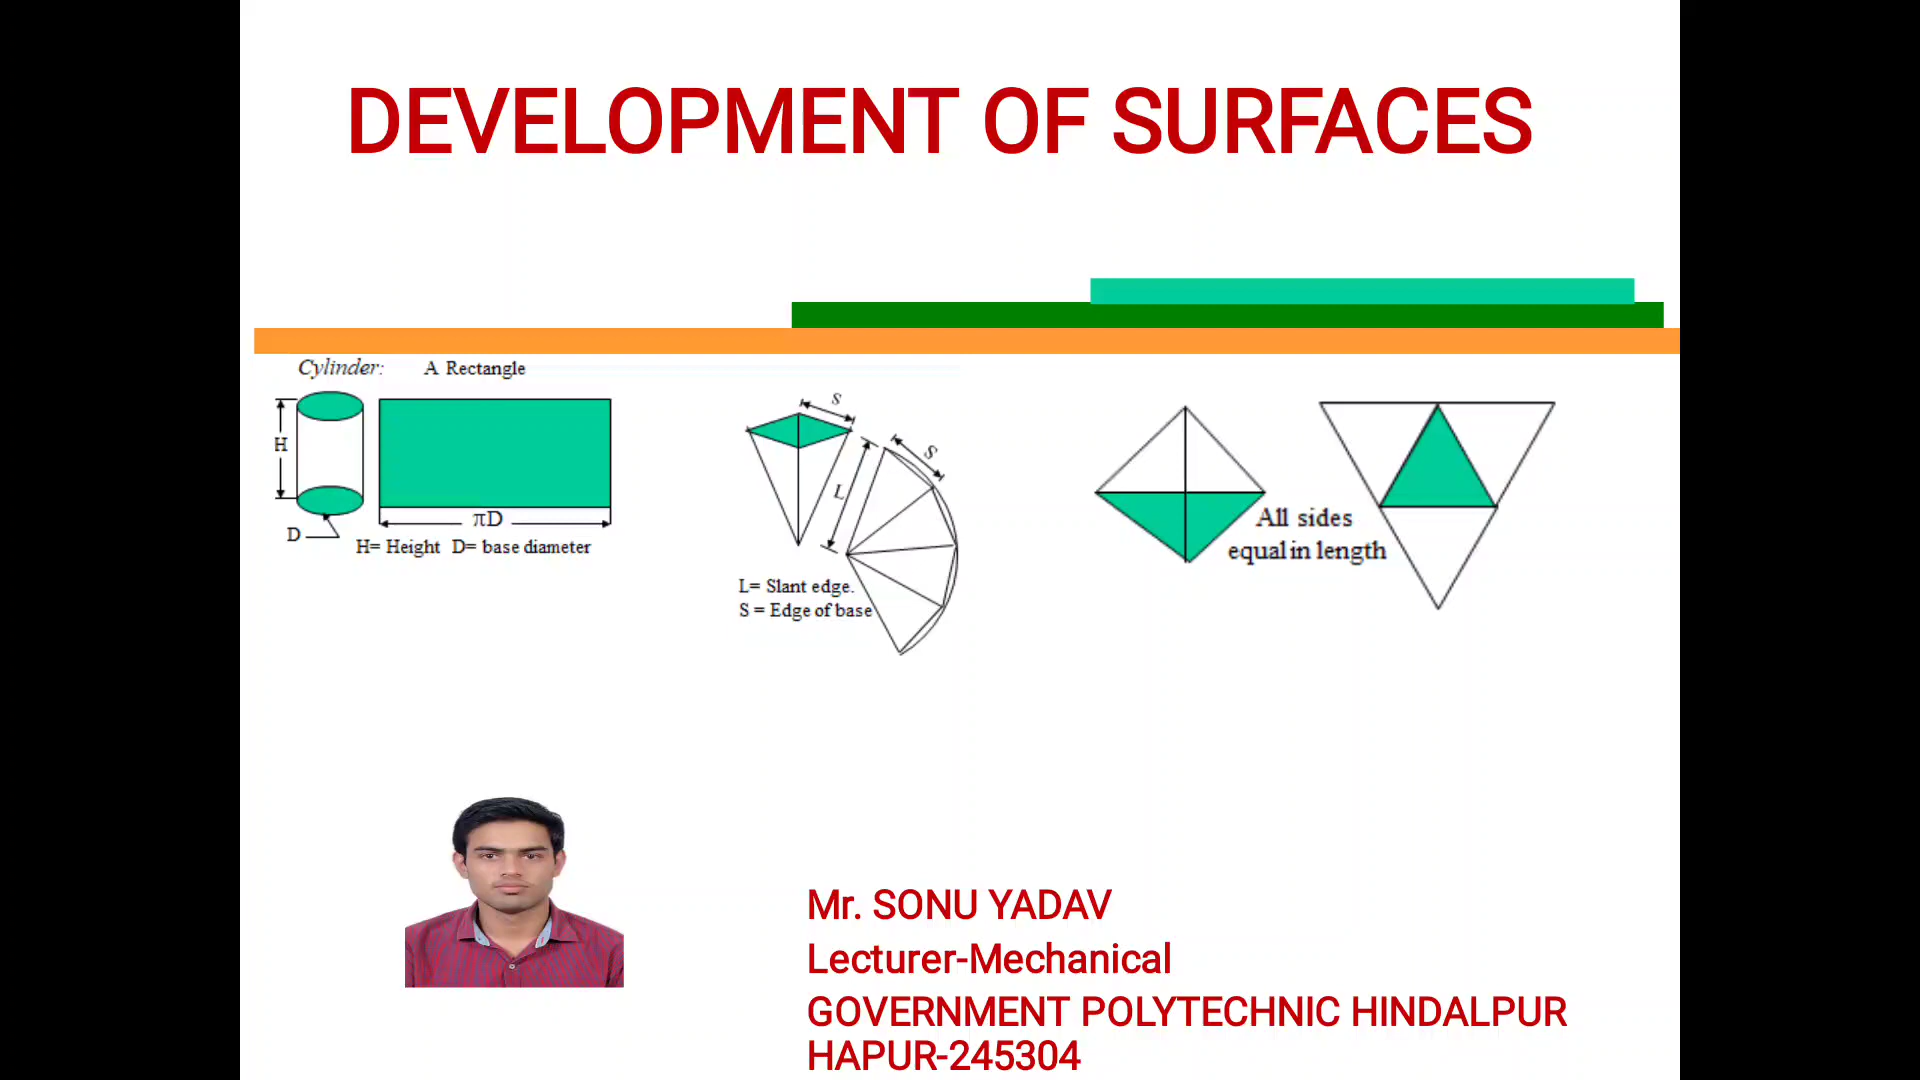 DEVELOPMENT OF SURFACES
Cylinder: A Rectangle
H
D
πD
H= Height D= base diameter
S
S
L
L= Slant edge.
S = Edge of base
All sides
equal in length
Mr. SONU YADAV
Lecturer-Mechanical
GOVERNMENT POLYTECHNIC HINDALPUR
HAPUR-245304